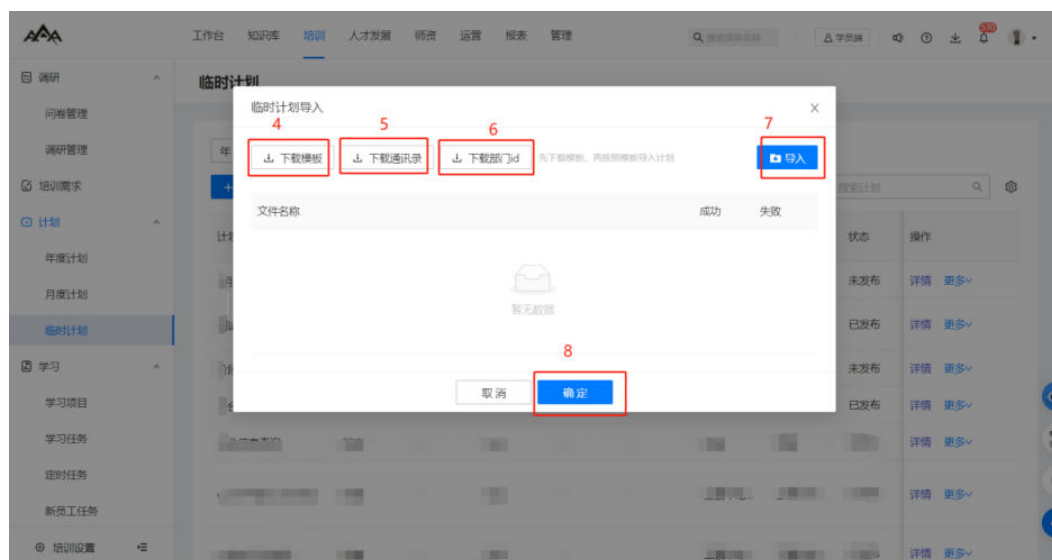 工作台 知识库 培训 人才发展 师资 运营 报表 管理 学员端
调研
临时计划
问卷管理
临时计划导入
4 5 6 7
调研管理
下载模板 下载通讯录 下载部门id 先下载模板，再按照模板导入计划 导入
培训需求
搜索计划
计划
文件名称 成功 失败
状态 操作
年度计划
未发布 详情 更多
月度计划
暂无数据
临时计划
已发布 详情 更多
8
学习
未发布 详情 更多
取消 确定
学习项目
已发布 详情 更多
学习任务
详情 更多
定时任务
详情 更多
新员工任务
培训设置
详情 更多